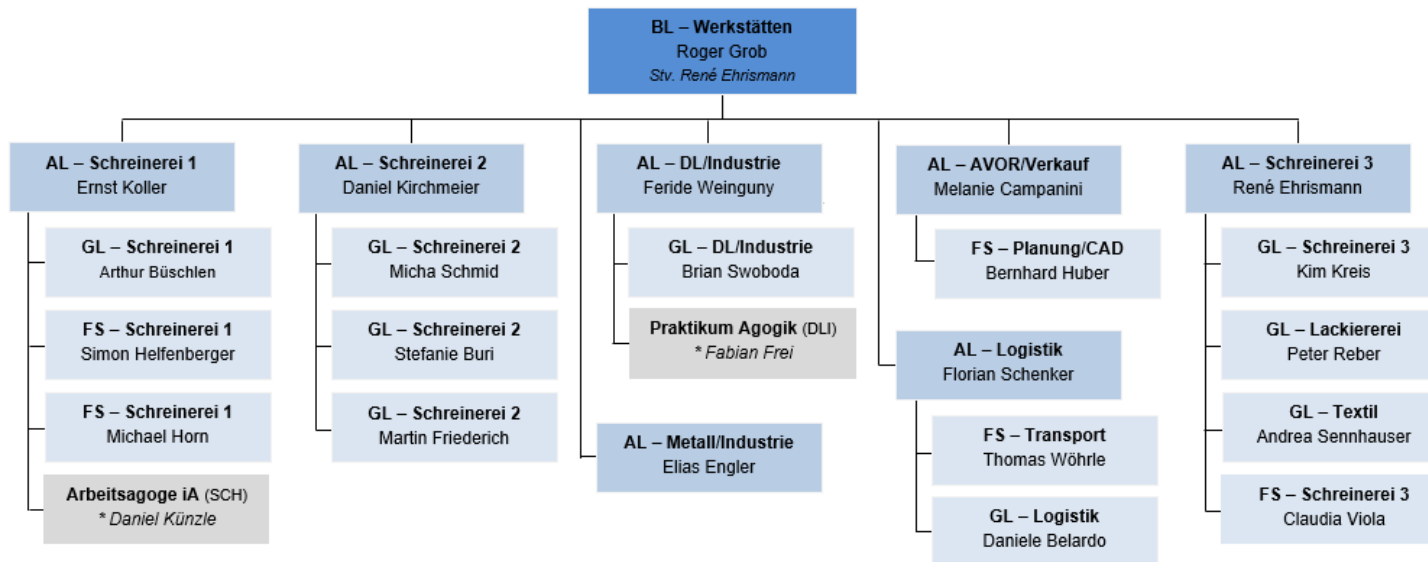 BL – Werkstätten
Roger Grob
Stv. René Ehrismann
AL – Schreinerei 1
Ernst Koller
GL – Schreinerei 1
Arthur Büschlen
FS – Schreinerei 1
Simon Helfenberger
FS – Schreinerei 1
Michael Horn
Arbeitsagoge iA (SCH)
* Daniel Künzle
AL – Schreinerei 2
Daniel Kirchmeier
GL – Schreinerei 2
Micha Schmid
GL – Schreinerei 2
Stefanie Buri
GL – Schreinerei 2
Martin Friederich
AL – DL/Industrie
Feride Weinguny
GL – DL/Industrie
Brian Swoboda
Praktikum Agogik (DLI)
* Fabian Frei
AL – Metall/Industrie
Elias Engler
AL – AVOR/Verkauf
Melanie Campanini
FS – Planung/CAD
Bernhard Huber
AL – Logistik
Florian Schenker
FS – Transport
Thomas Wöhrle
GL – Logistik
Daniele Belardo
AL – Schreinerei 3
René Ehrismann
GL – Schreinerei 3
Kim Kreis
GL – Lackiererei
Peter Reber
GL – Textil
Andrea Sennhauser
FS – Schreinerei 3
Claudia Viola